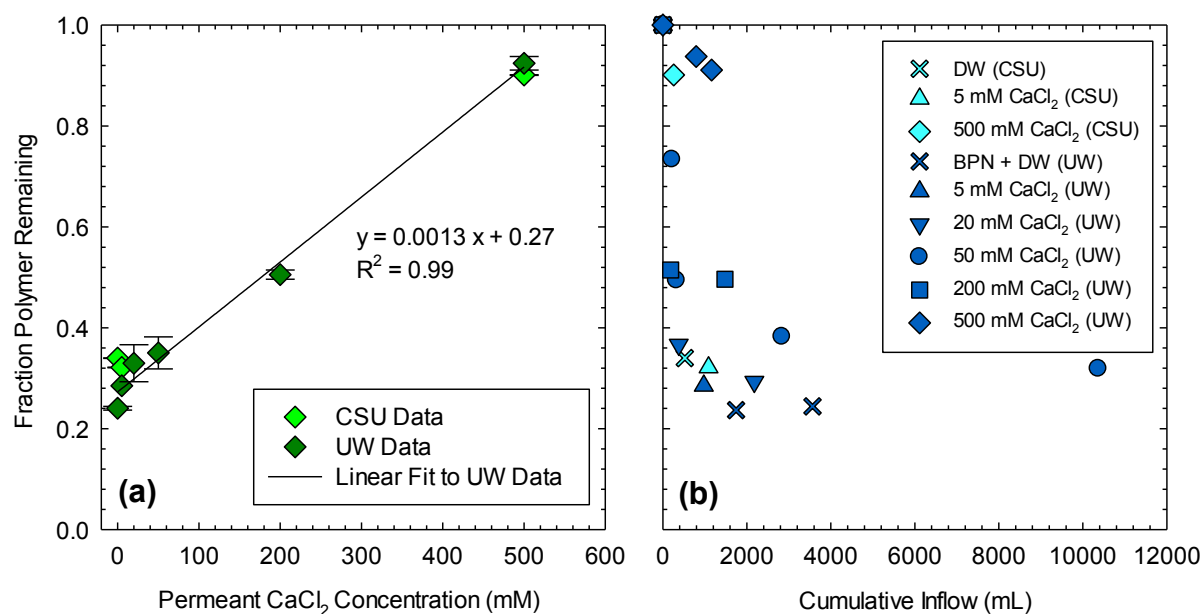 Fraction Polymer Remaining
1.0
0.8
0.6
0.4
0.2
0.0
y = 0.0013 x + 0.27
R² = 0.99
CSU Data
UW Data
Linear Fit to UW Data
(a)
0 100 200 300 400 500 600
Permeant CaCl₂ Concentration (mM)
DW (CSU)
5 mM CaCl₂ (CSU)
500 mM CaCl₂ (CSU)
BPN + DW (UW)
5 mM CaCl₂ (UW)
20 mM CaCl₂ (UW)
50 mM CaCl₂ (UW)
200 mM CaCl₂ (UW)
500 mM CaCl₂ (UW)
(b)
0 2000 4000 6000 8000 10000 12000
Cumulative Inflow (mL)